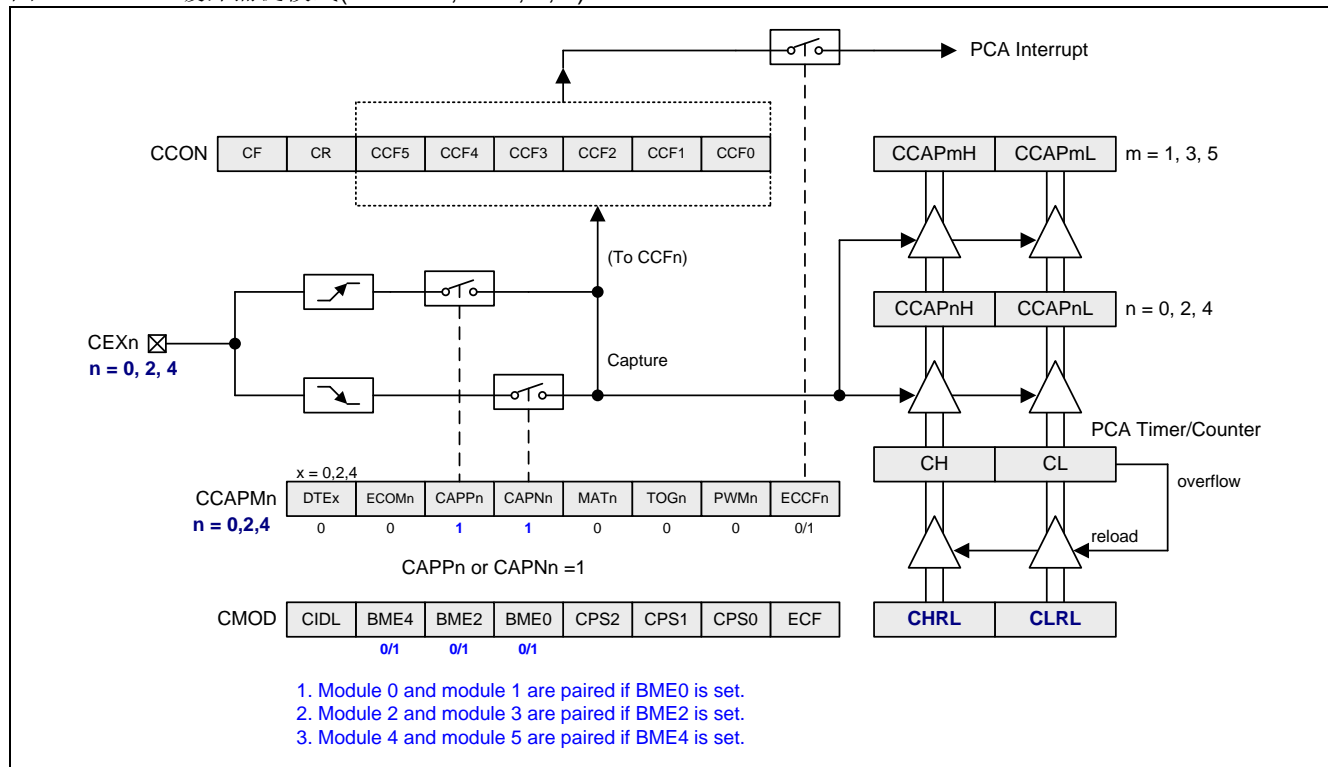 PCA Interrupt
CCON CF CR CCF5 CCF4 CCF3 CCF2 CCF1 CCF0
CCAPmH CCAPmL m = 1, 3, 5
(To CCFn)
CCAPnH CCAPnL n = 0, 2, 4
CEXn
n = 0, 2, 4
Capture
PCA Timer/Counter
CH CL
overflow
x = 0,2,4
CCAPMn DTEx ECOMn CAPPn CAPNn MATn TOGn PWMn ECCFn
n = 0,2,4 0 0 1 1 0 0 0 0/1
reload
CAPPn or CAPNn =1
CMOD CIDL BME4 BME2 BME0 CPS2 CPS1 CPS0 ECF
CHRL CLRL
0/1 0/1 0/1
1. Module 0 and module 1 are paired if BME0 is set.
2. Module 2 and module 3 are paired if BME2 is set.
3. Module 4 and module 5 are paired if BME4 is set.